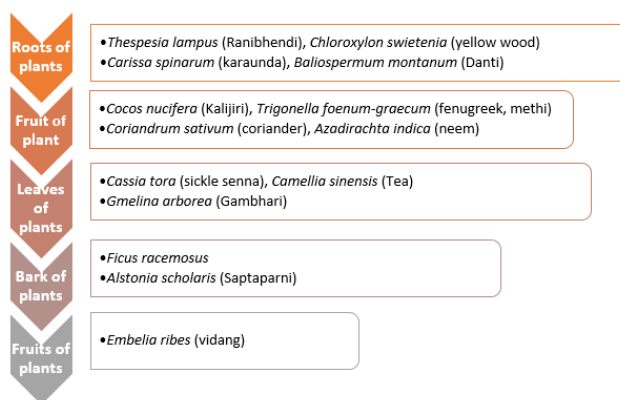 Roots of
plants
•Thespesia lampus (Ranibhendi), Chloroxylon swietenia (yellow wood)
•Carissa spinarum (karaunda), Baliospermum montanum (Danti)
Fruit of
plant
•Cocos nucifera (Kalijiri), Trigonella foenum-graecum (fenugreek, methi)
•Coriandrum sativum (coriander), Azadirachta indica (neem)
Leaves
of
plants
•Cassia tora (sickle senna), Camellia sinensis (Tea)
•Gmelina arborea (Gambhari)
Bark of
plants
•Ficus racemosus
•Alstonia scholaris (Saptaparni)
Fruits of
plants
•Embelia ribes (vidang)